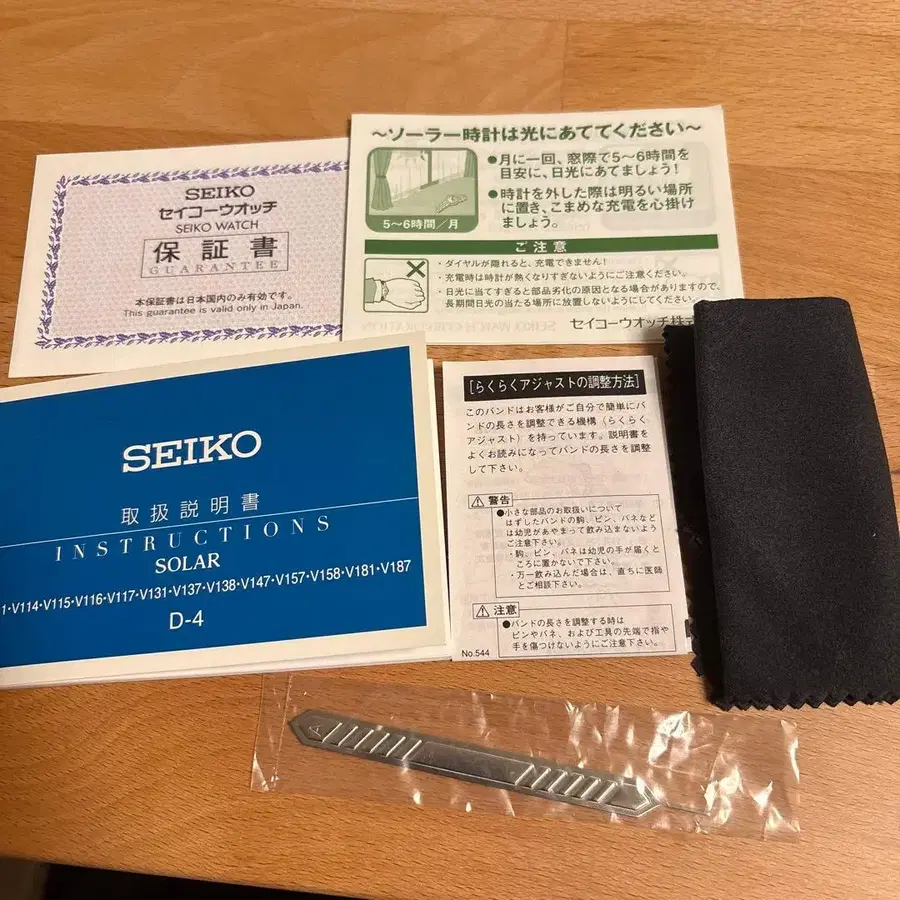 SEIKO
セイコーウオッチ
SEIKO WATCH
保証書
GUARANTEE
本保証書は日本国内のみ有効です。
This guarantee is valid only in Japan.
～ソーラー時計は光にあててください～
●月に一回、窓際で5～6時間を
目安に、日光にあてましょう!
●時計を外した際は明るい場所
に置き、こまめな充電を心掛け
ましょう。
5～6時間／月
ご注意
・ダイヤルが隠れると、充電できません!
・充電時は時計が熱くなりすぎないようにご注意ください。
・日光に当てすぎると部品劣化の原因となる場合がありますので、
長期間日光の当たる場所に放置しないようにしてください。
セイコーウオッチ株式
SEIKO
取扱説明書
INSTRUCTIONS
SOLAR
1・V114・V115・V116・V117・V131・V137・V138・V147・V157・V158・V181・V187
D-4
[らくらくアジャストの調整方法]
このバンドはお客様がご自分で簡単にバ
ンドの長さを調整できる機構（らくらく
アジャスト）を持っています。説明書を
よくお読みになってバンドの長さを調整
して下さい。
警告
●小さな部品のお取扱いについて
はずしたバンドの駒、ピン、バネなど
は幼児があやまって飲み込まないよう
ご注意下さい。
・駒、ピン、バネは幼児の手が届くと
ころに置かないで下さい。
・万一飲み込んだ場合は、直ちに医師
とご相談下さい。
注意
●バンドの長さを調整する時は
ピンやバネ、および工具の先端で指や
手を傷つけないようにご注意下さい。
No.544
A